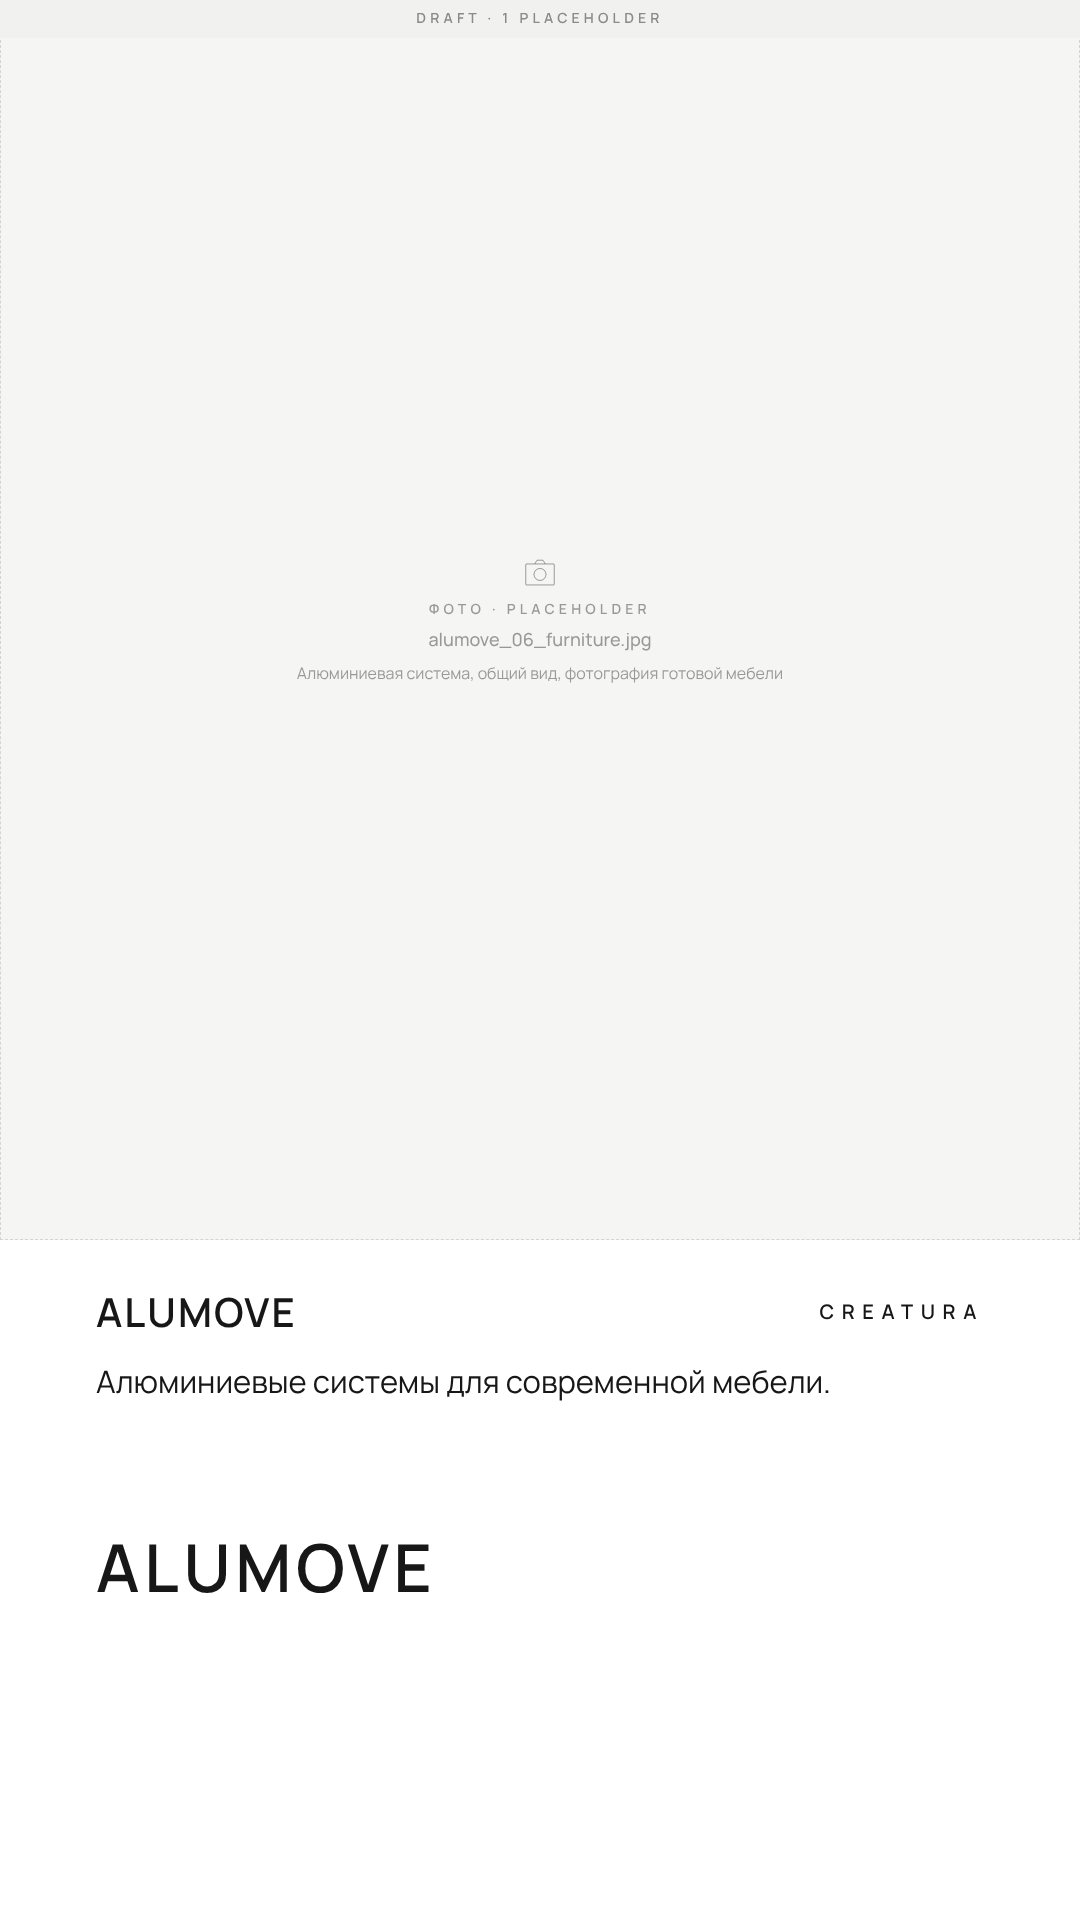 DRAFT · 1 PLACEHOLDER
ФОТО · PLACEHOLDER
alumove_06_furniture.jpg
Алюминиевая система, общий вид, фотография готовой мебели
ALUMOVE
CREATURA
Алюминиевые системы для современной мебели.
ALUMOVE